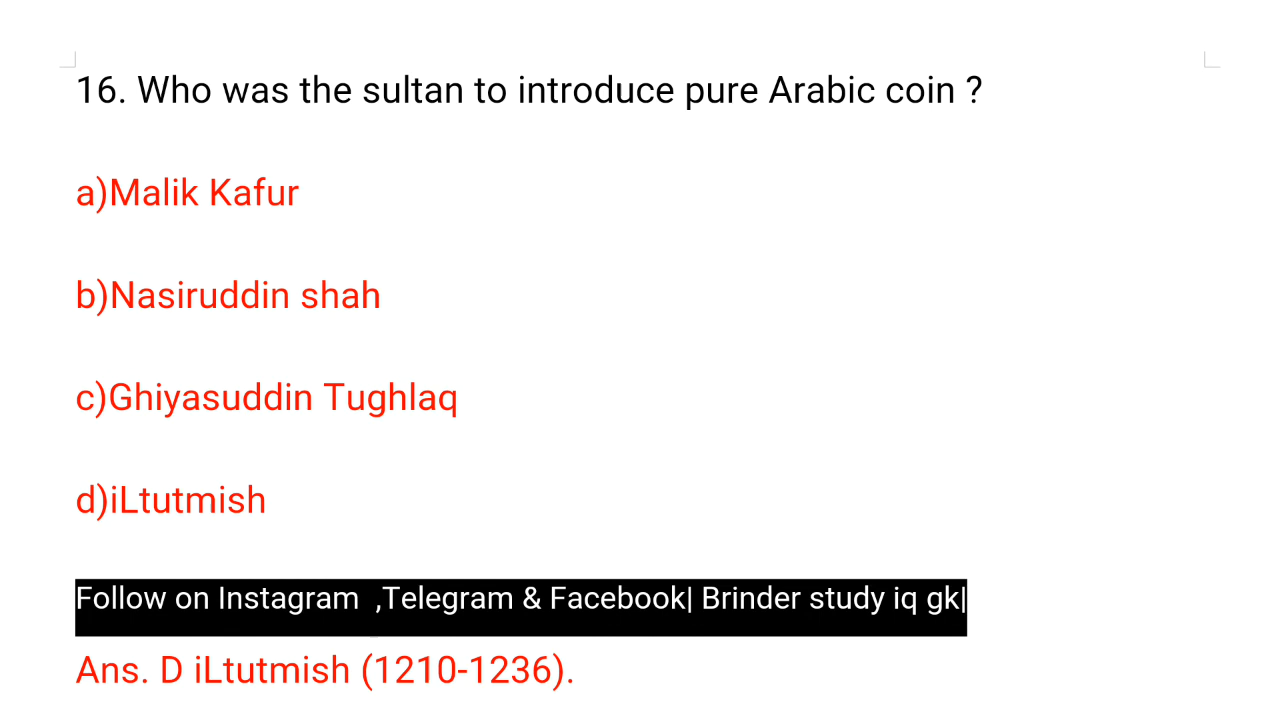 16. Who was the sultan to introduce pure Arabic coin ?
a)Malik Kafur
b)Nasiruddin shah
c)Ghiyasuddin Tughlaq
d)iLtutmish
Follow on Instagram ,Telegram & Facebook| Brinder study iq gk|
Ans. D iLtutmish (1210-1236).